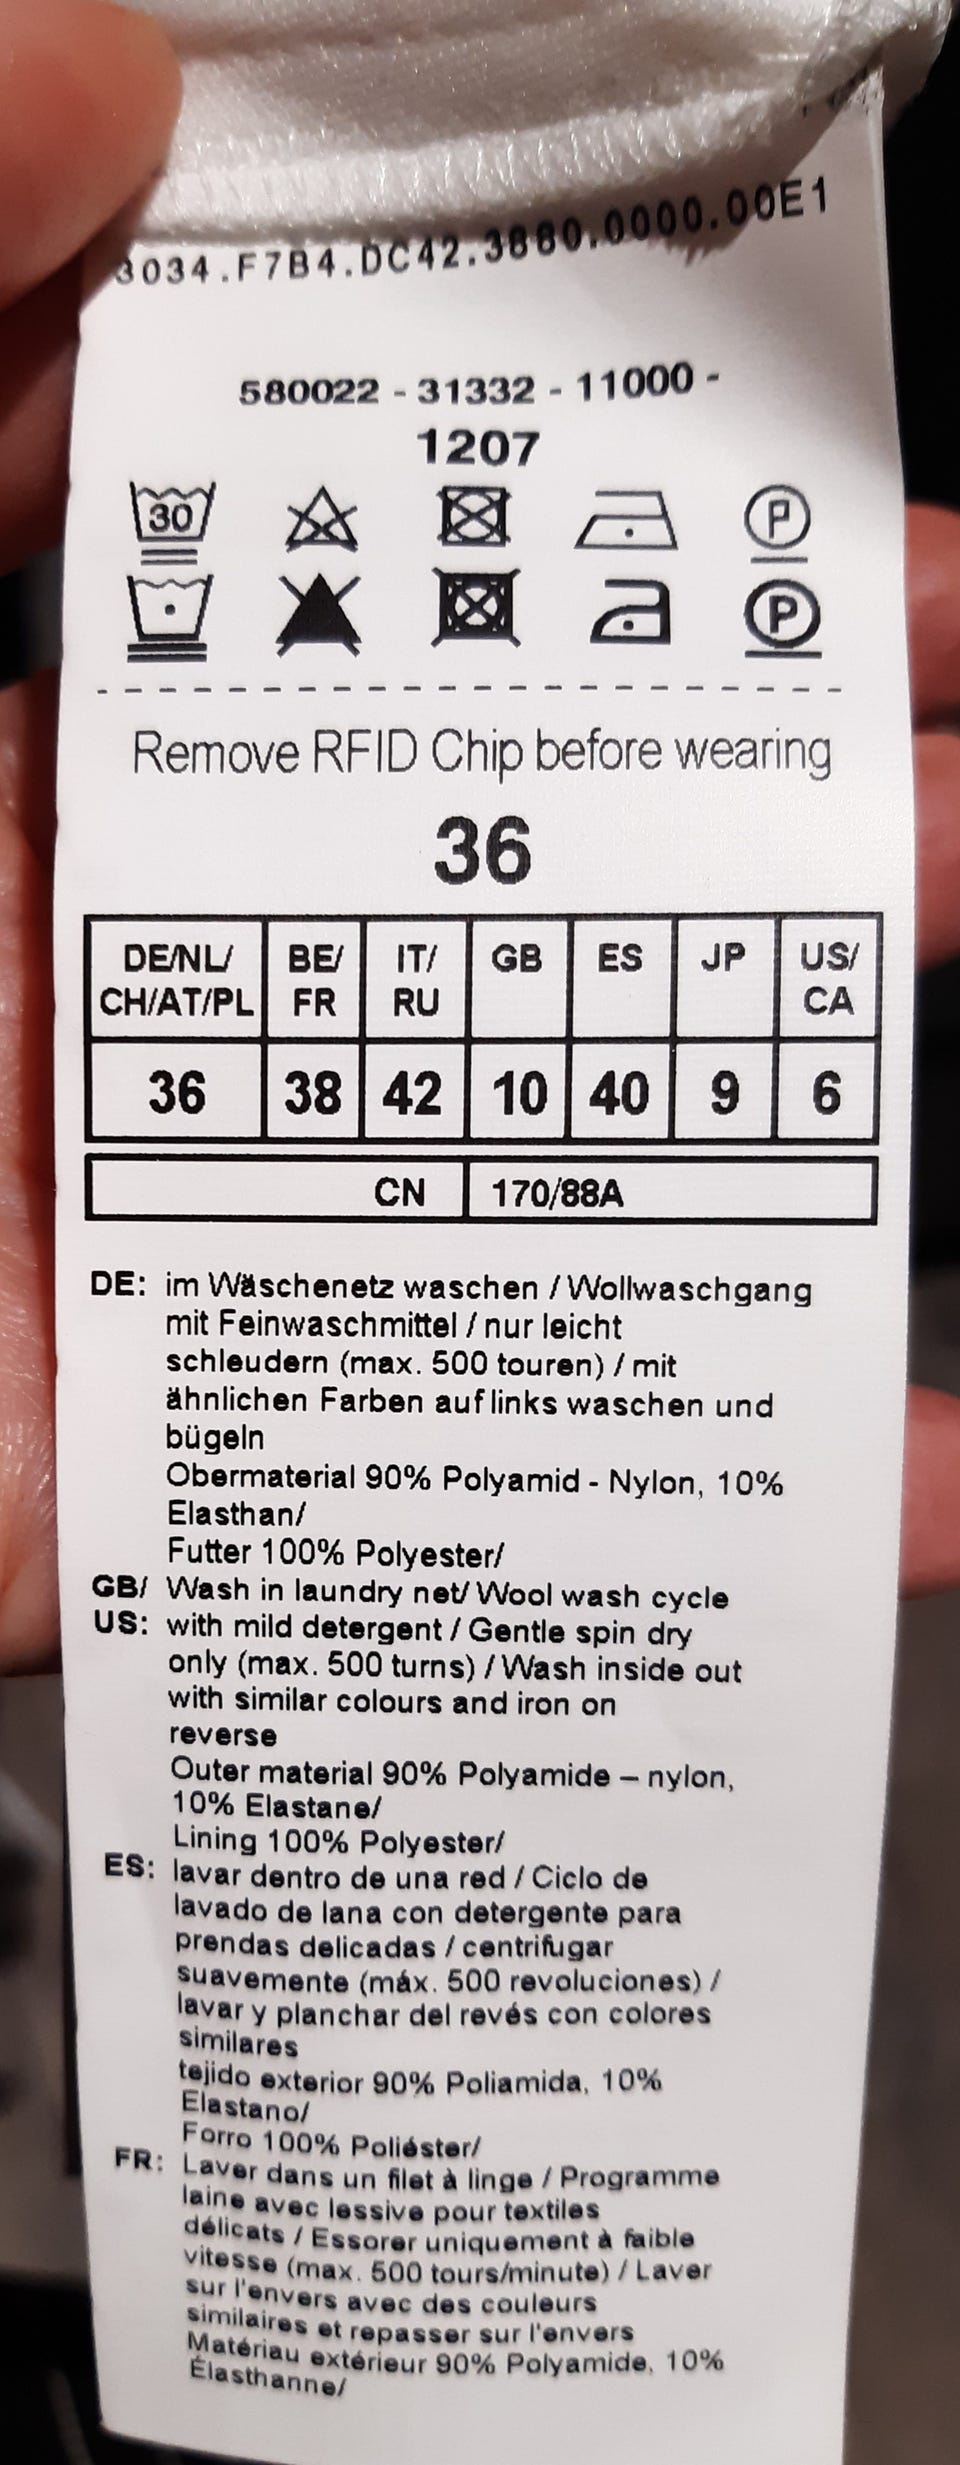 3034.F7B4.DC42.3880.0000.00E1
580022 - 31332 - 11000 -
1207
30
P
P
Remove RFID Chip before wearing
36
DE/NL/ BE/ IT/ GB ES JP US/
CH/AT/PL FR RU CA
36 38 42 10 40 9 6
CN 170/88A
DE: im Wäschenetz waschen / Wollwaschgang
mit Feinwaschmittel / nur leicht
schleudern (max. 500 touren) / mit
ähnlichen Farben auf links waschen und
bügeln
Obermaterial 90% Polyamid - Nylon, 10%
Elasthan/
Futter 100% Polyester/
GB/ Wash in laundry net/ Wool wash cycle
US: with mild detergent / Gentle spin dry
only (max. 500 turns) / Wash inside out
with similar colours and iron on
reverse
Outer material 90% Polyamide – nylon,
10% Elastane/
Lining 100% Polyester/
ES: lavar dentro de una red / Ciclo de
lavado de lana con detergente para
prendas delicadas / centrifugar
suavemente (máx. 500 revoluciones) /
lavar y planchar del revés con colores
similares
tejido exterior 90% Poliamida, 10%
Elastano/
Forro 100% Poliéster/
FR: Laver dans un filet à linge / Programme
laine avec lessive pour textiles
délicats / Essorer uniquement à faible
vitesse (max. 500 tours/minute) / Laver
sur l'envers avec des couleurs
similaires et repasser sur l'envers
Matériau extérieur 90% Polyamide, 10%
Élasthanne/